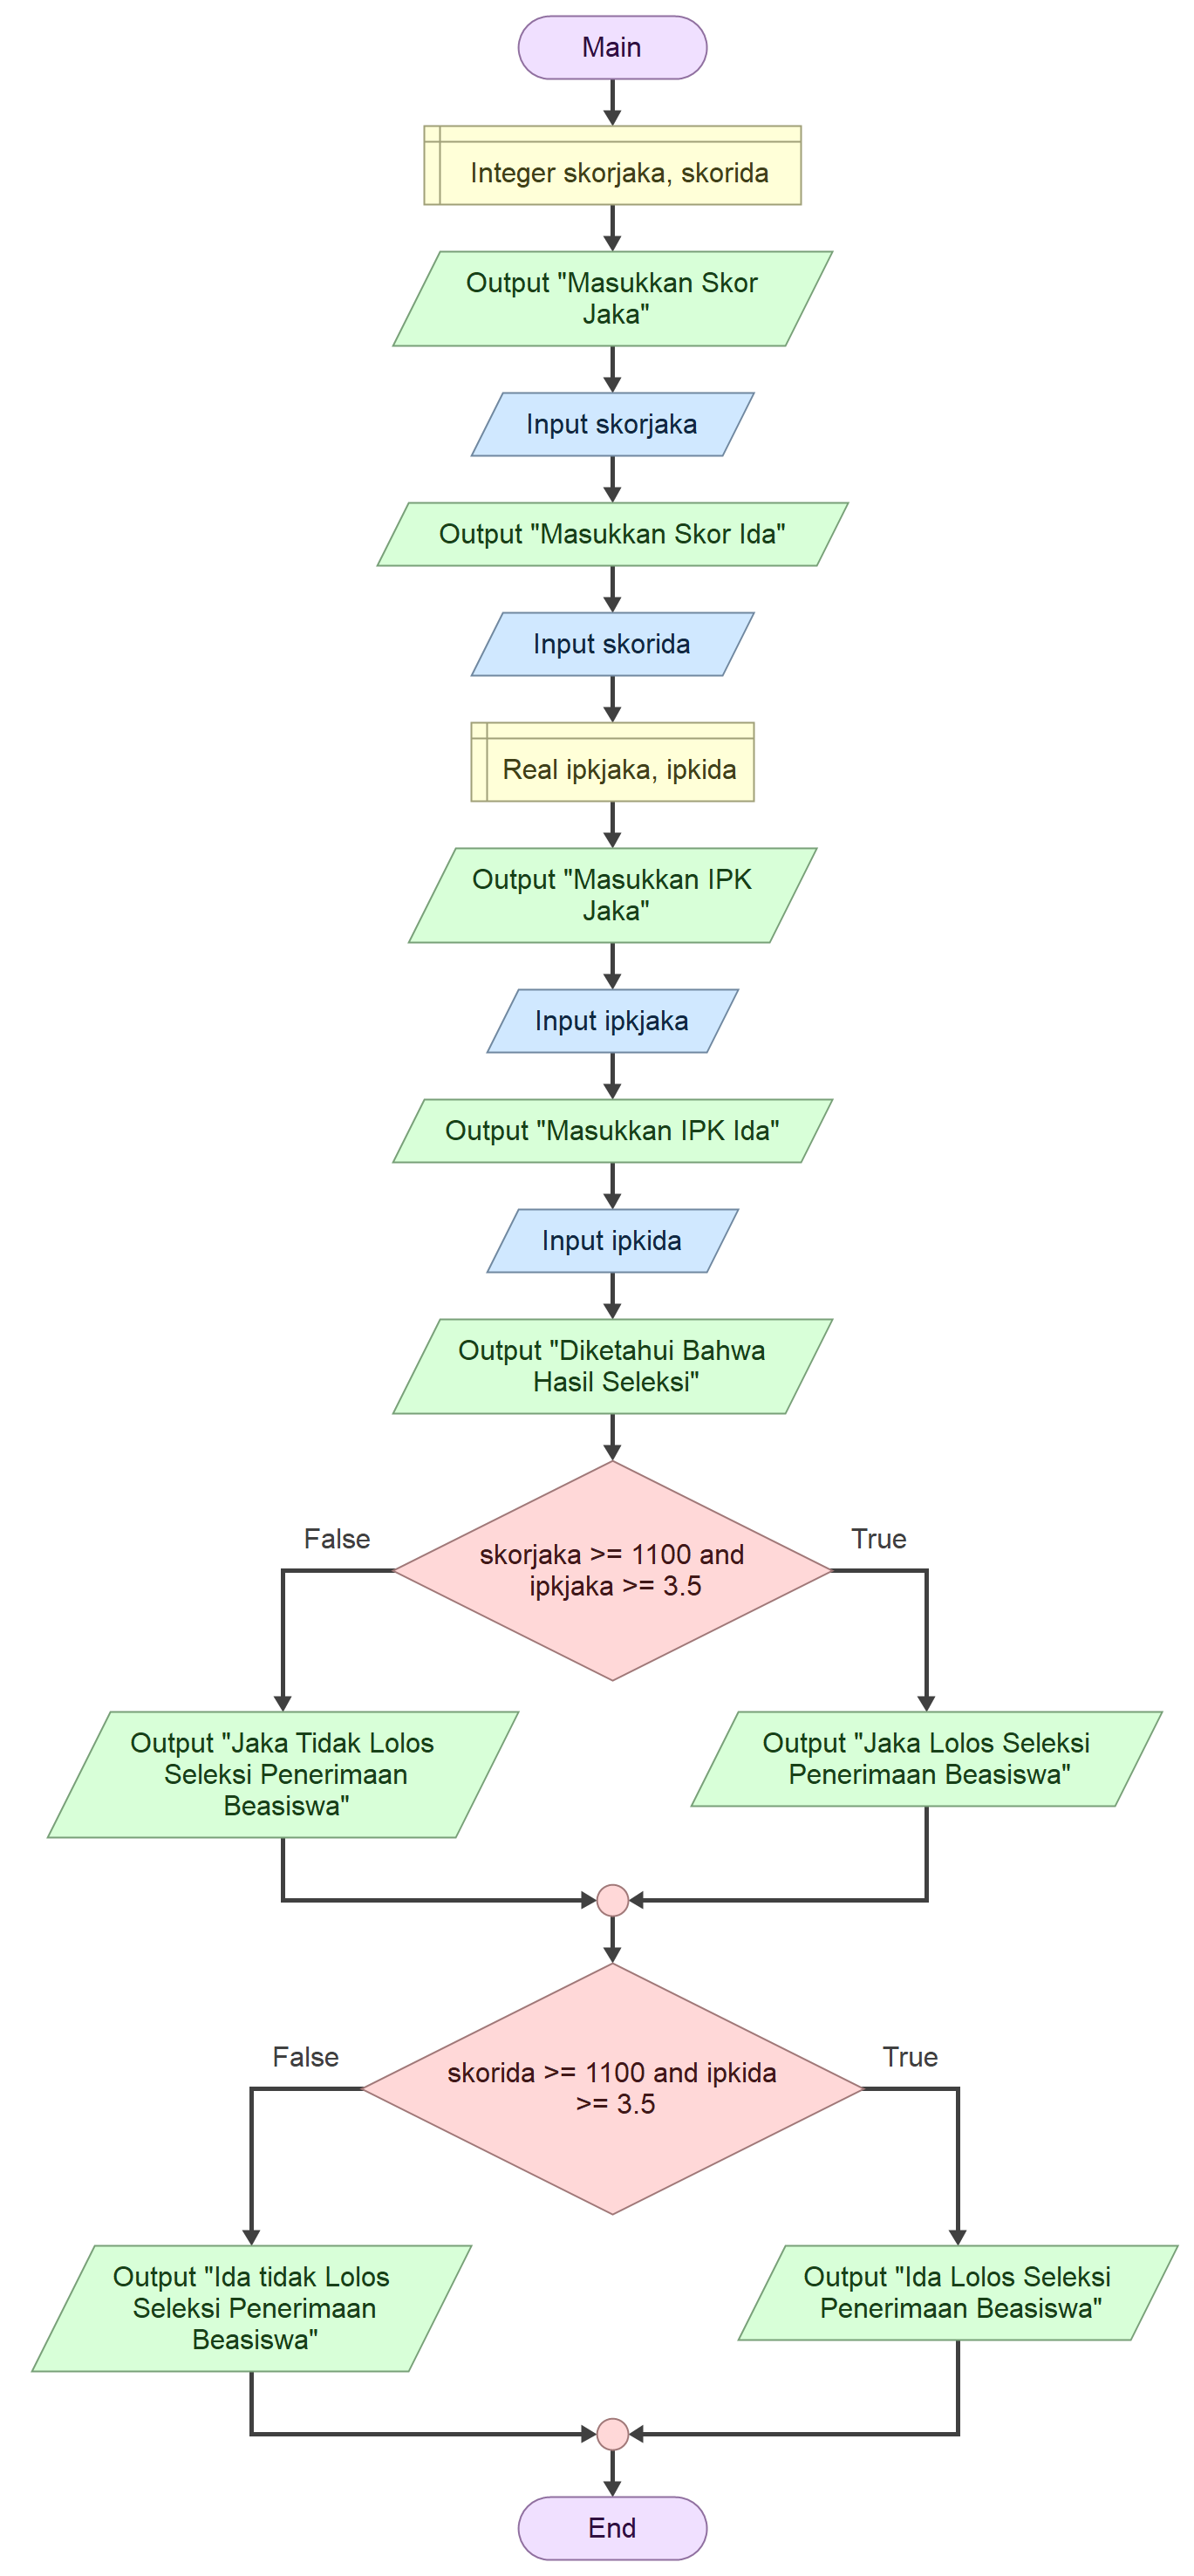 Main
Integer skorjaka, skorida
Output "Masukkan Skor
Jaka"
Input skorjaka
Output "Masukkan Skor Ida"
Input skorida
Real ipkjaka, ipkida
Output "Masukkan IPK
Jaka"
Input ipkjaka
Output "Masukkan IPK Ida"
Input ipkida
Output "Diketahui Bahwa
Hasil Seleksi"
False
True
skorjaka >= 1100 and
ipkjaka >= 3.5
Output "Jaka Tidak Lolos
Seleksi Penerimaan
Beasiswa"
Output "Jaka Lolos Seleksi
Penerimaan Beasiswa"
False
True
skorida >= 1100 and ipkida
>= 3.5
Output "Ida tidak Lolos
Seleksi Penerimaan
Beasiswa"
Output "Ida Lolos Seleksi
Penerimaan Beasiswa"
End